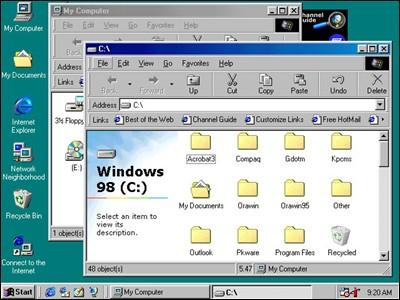 My Computer
My Documents
Internet
Explorer
Network
Neighborhood
Recycle Bin
Connect to the
Internet
My Computer
File Edit View Go Favorites Help
Back
3½ Floppy
(E:)
1 object(s)
Channel
Guide
C:\
File Edit View Go Favorites Help
Back Forward Up Cut Copy Paste Undo Delete
Address C:\
Links Best of the Web Channel Guide Customize Links Free HotMail
Windows
98 (C:)
Select an item to
view its
description.
Acrobat3 Compaq Gdotm Kpcms
My Documents Orawin Orawin95 Other
Outlook Pkware Program Files Recycled
48 object(s) 5.47 My Computer
Start My Computer C:\ 9:20 AM